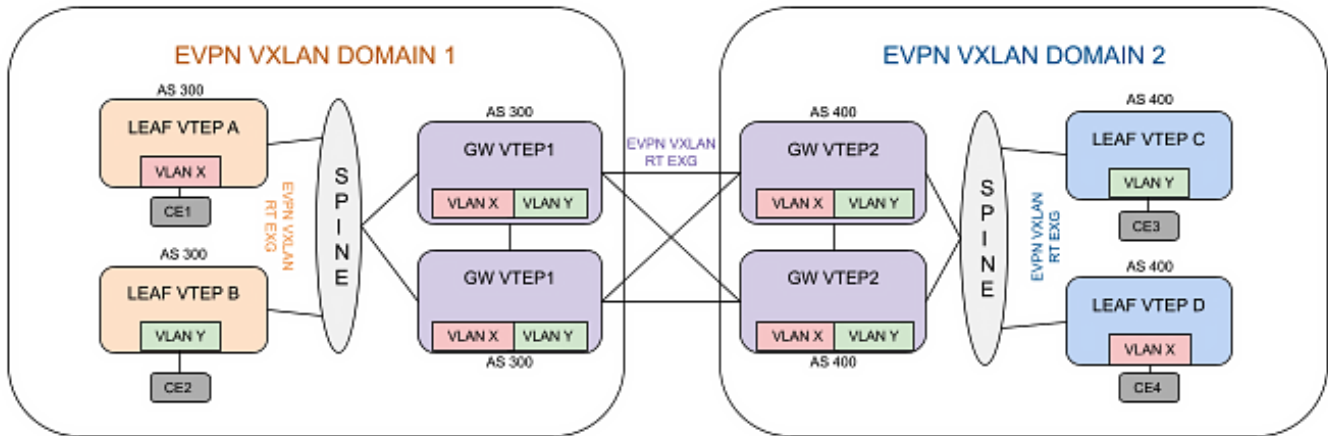 EVPN VXLAN DOMAIN 1
AS 300
LEAF VTEP A
VLAN X
CE1
AS 300
LEAF VTEP B
VLAN Y
CE2
EVPN VXLAN
RT EXG
SPINE
AS 300
GW VTEP1
VLAN X
VLAN Y
GW VTEP1
VLAN X
VLAN Y
AS 300
EVPN VXLAN
RT EXG
EVPN VXLAN DOMAIN 2
AS 400
GW VTEP2
VLAN X
VLAN Y
GW VTEP2
VLAN X
VLAN Y
AS 400
SPINE
EVPN VXLAN
RT EXG
AS 400
LEAF VTEP C
VLAN Y
CE3
AS 400
LEAF VTEP D
VLAN X
CE4